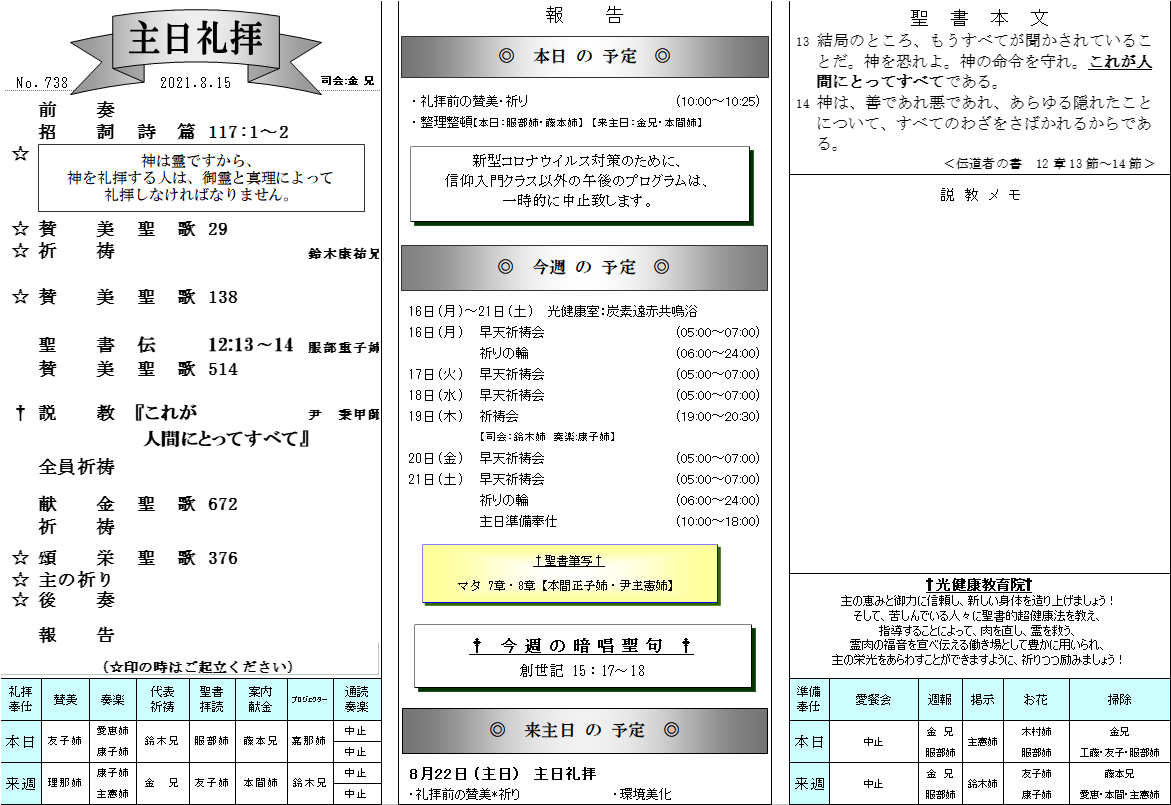 主日礼拝
No. 738　2021.8.15　司会:金 兄
前　奏
招　詞　詩　篇　117:1～2
☆
神は霊ですから、
神を礼拝する人は、御霊と真理によって
礼拝しなければなりません。
☆ 賛　美　聖　歌　29
☆ 祈　祷　鈴木康祐兄
☆ 賛　美　聖　歌　138
聖　書　伝　12:13～14　服部重子姉
賛　美　聖　歌　514
† 説　教　『これが　尹　秉甲師
人間にとってすべて』
全員祈祷
献　金　聖　歌　672
祈　祷
☆ 頌　栄　聖　歌　376
☆ 主の祈り
☆ 後　奏
報　告
(☆印の時はご起立ください)
礼拝奉仕　賛美　奏楽　代表祈祷　聖書拝読　案内献金　プロジェクター　通読奏楽
本日　友子姉　愛恵姉　康子姉　鈴木兄　服部姉　藤本兄　嘉那姉　中止　中止
来週　理那姉　康子姉　主憲姉　金　兄　友子姉　本間姉　鈴木兄　中止　中止
報　告
◎　本日 の 予定　◎
・礼拝前の賛美・祈り　(10:00～10:25)
・整理整頓【本日:服部姉・藤本姉】【来主日:金兄・本間姉】
新型コロナウイルス対策のために、
信仰入門クラス以外の午後のプログラムは、
一時的に中止致します。
◎　今週 の 予定　◎
16日(月)～21日(土)　光健康室:炭素遠赤共鳴浴
16日(月)　早天祈祷会　(05:00～07:00)
祈りの輪　(06:00～24:00)
17日(火)　早天祈祷会　(05:00～07:00)
18日(水)　早天祈祷会　(05:00～07:00)
19日(木)　祈祷会　(19:00～20:30)
【司会:鈴木姉　奏楽:康子姉】
20日(金)　早天祈祷会　(05:00～07:00)
21日(土)　早天祈祷会　(05:00～07:00)
祈りの輪　(06:00～24:00)
主日準備奉仕　(10:00～18:00)
†聖書筆写†
マタ 7章・8章【本間正子姉・尹主憲姉】
† 今週の暗唱聖句 †
創世記 15：17～18
◎　来主日 の 予定　◎
8月22日(主日)　主日礼拝
・礼拝前の賛美*祈り　・環境美化
聖書本文
13 結局のところ、もうすべてが聞かされているこ
とだ。神を恐れよ。神の命令を守れ。これが人
間にとってすべてである。
14 神は、善であれ悪であれ、あらゆる隠れたこと
について、すべてのわざをさばかれるからであ
る。
＜伝道者の書　12章13節～14節＞
説教メモ
†光健康教育院†
主の恵みと御力に信頼し、新しい身体を造り上げましょう！
そして、苦しんでいる人々に聖書的超健康法を教え、
指導することによって、肉を直し、霊を救う、
霊肉の福音を宣べ伝える働き場として豊かに用いられ、
主の栄光をあらわすことができますように、祈りつつ励みましょう！
準備奉仕　愛餐会　週報　掲示　お花　掃除
本日　中止　金 兄　服部姉　主憲姉　木村姉　服部姉　金兄　工藤・友子・服部姉
来週　中止　金 兄　服部姉　鈴木姉　友子姉　康子姉　藤本兄　愛恵・本間・主憲姉